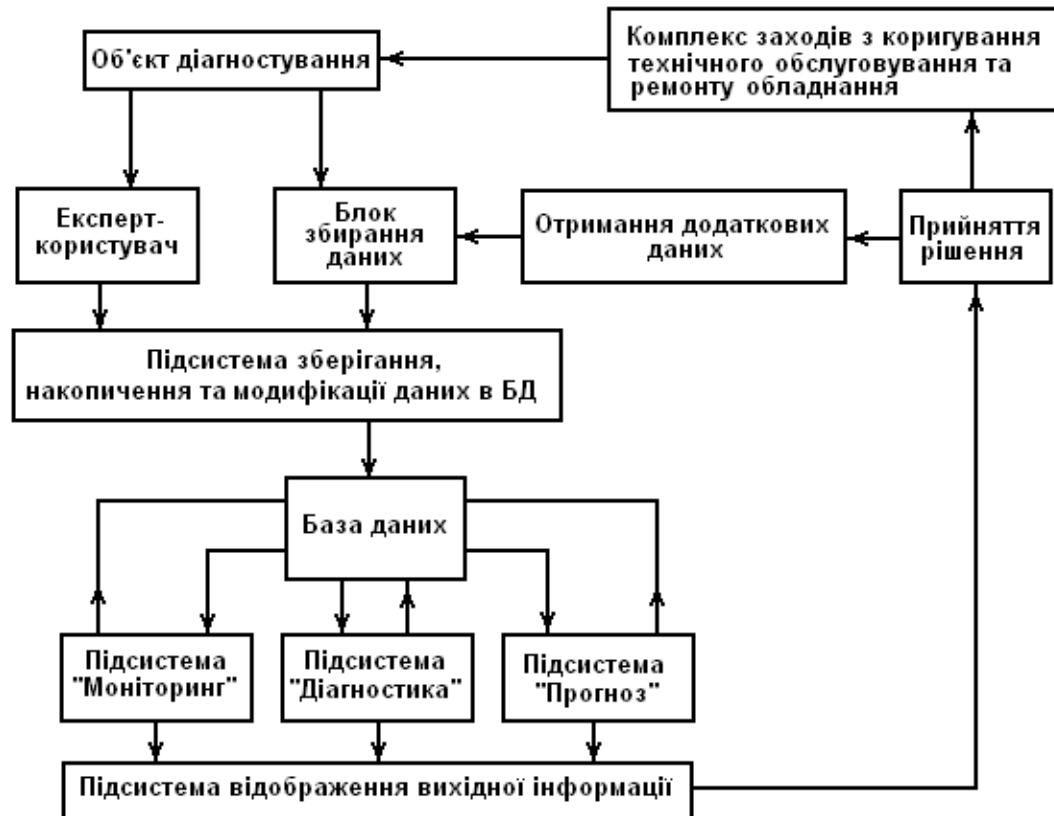 Об'єкт діагностування
Комплекс заходів з коригування
технічного обслуговування та
ремонту обладнання
Експерт-
користувач
Блок
збирання
даних
Отримання додаткових
даних
Прийняття
рішення
Підсистема зберігання,
накопичення та модифікації даних в БД
База даних
Підсистема
"Моніторинг"
Підсистема
"Діагностика"
Підсистема
"Прогноз"
Підсистема відображення вихідної інформації